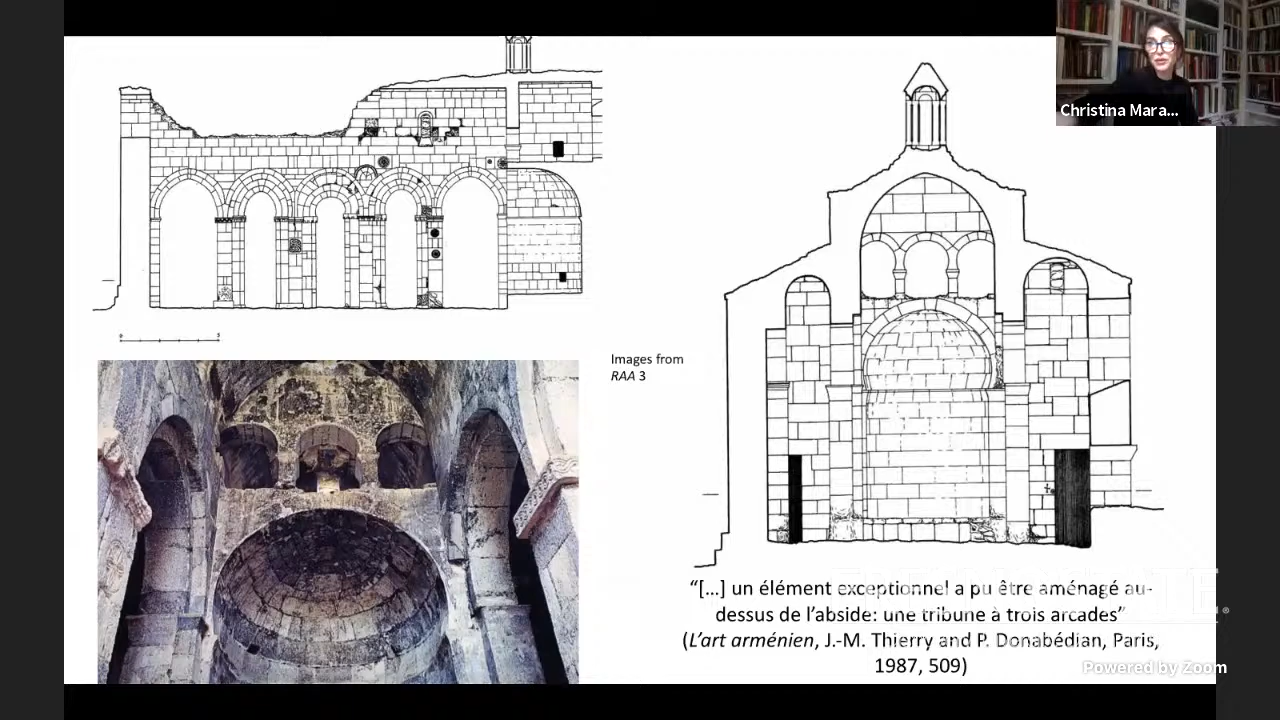 Christina Mara...
Images from
RAA 3
“[...] un élément exceptionnel a pu être aménagé au-
dessus de l’abside: une tribune à trois arcades”
(L’art arménien, J.-M. Thierry and P. Donabédian, Paris,
1987, 509)
Powered by Zoom